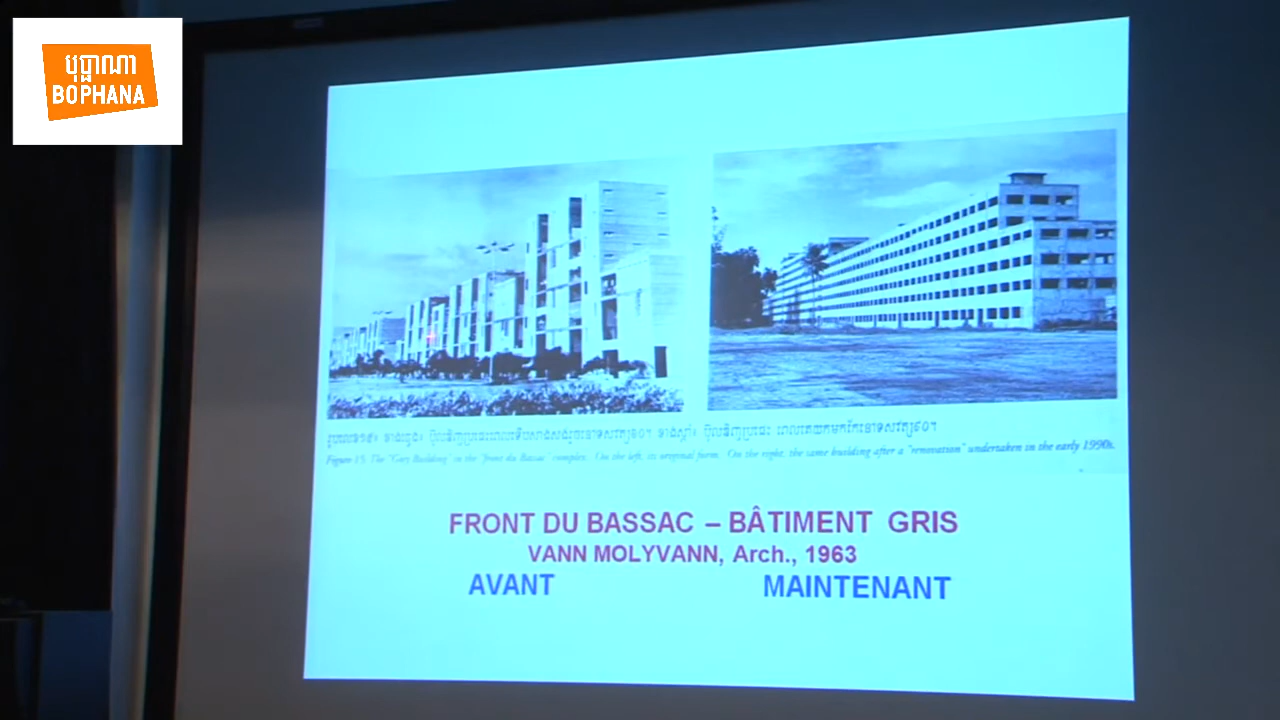 បុប្ផាណា
BOPHANA
Figure 15. The "Grey Building" in the "front du Bassac" complex. On the left, its original form. On the right, the same building after a "renovation" undertaken in the early 1990s.
FRONT DU BASSAC – BÂTIMENT GRIS
VANN MOLYVANN, Arch., 1963
AVANT MAINTENANT